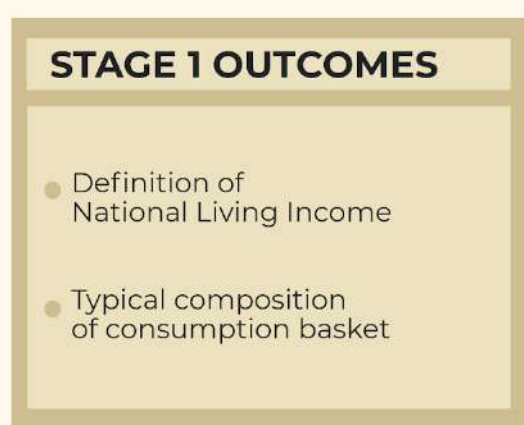 STAGE 1 OUTCOMES
Definition of
National Living Income
Typical composition
of consumption basket